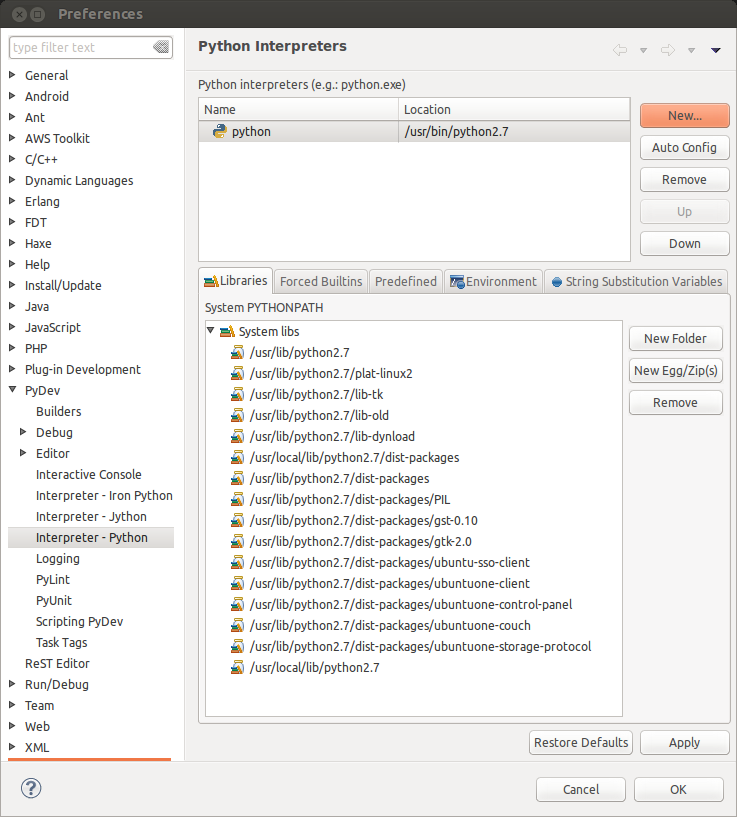 Preferences
type filter text
General
Android
Ant
AWS Toolkit
C/C++
Dynamic Languages
Erlang
FDT
Haxe
Help
Install/Update
Java
JavaScript
PHP
Plug-in Development
PyDev
Builders
Debug
Editor
Interactive Console
Interpreter - Iron Python
Interpreter - Jython
Interpreter - Python
Logging
PyLint
PyUnit
Scripting PyDev
Task Tags
ReST Editor
Run/Debug
Team
Web
XML
Python Interpreters
Python interpreters (e.g.: python.exe)
Name Location
python /usr/bin/python2.7
New...
Auto Config
Remove
Up
Down
Libraries Forced Builtins Predefined Environment String Substitution Variables
System PYTHONPATH
System libs
/usr/lib/python2.7
/usr/lib/python2.7/plat-linux2
/usr/lib/python2.7/lib-tk
/usr/lib/python2.7/lib-old
/usr/lib/python2.7/lib-dynload
/usr/local/lib/python2.7/dist-packages
/usr/lib/python2.7/dist-packages
/usr/lib/python2.7/dist-packages/PIL
/usr/lib/python2.7/dist-packages/gst-0.10
/usr/lib/python2.7/dist-packages/gtk-2.0
/usr/lib/python2.7/dist-packages/ubuntu-sso-client
/usr/lib/python2.7/dist-packages/ubuntuone-client
/usr/lib/python2.7/dist-packages/ubuntuone-control-panel
/usr/lib/python2.7/dist-packages/ubuntuone-couch
/usr/lib/python2.7/dist-packages/ubuntuone-storage-protocol
/usr/local/lib/python2.7
New Folder
New Egg/Zip(s)
Remove
Restore Defaults Apply
? Cancel OK